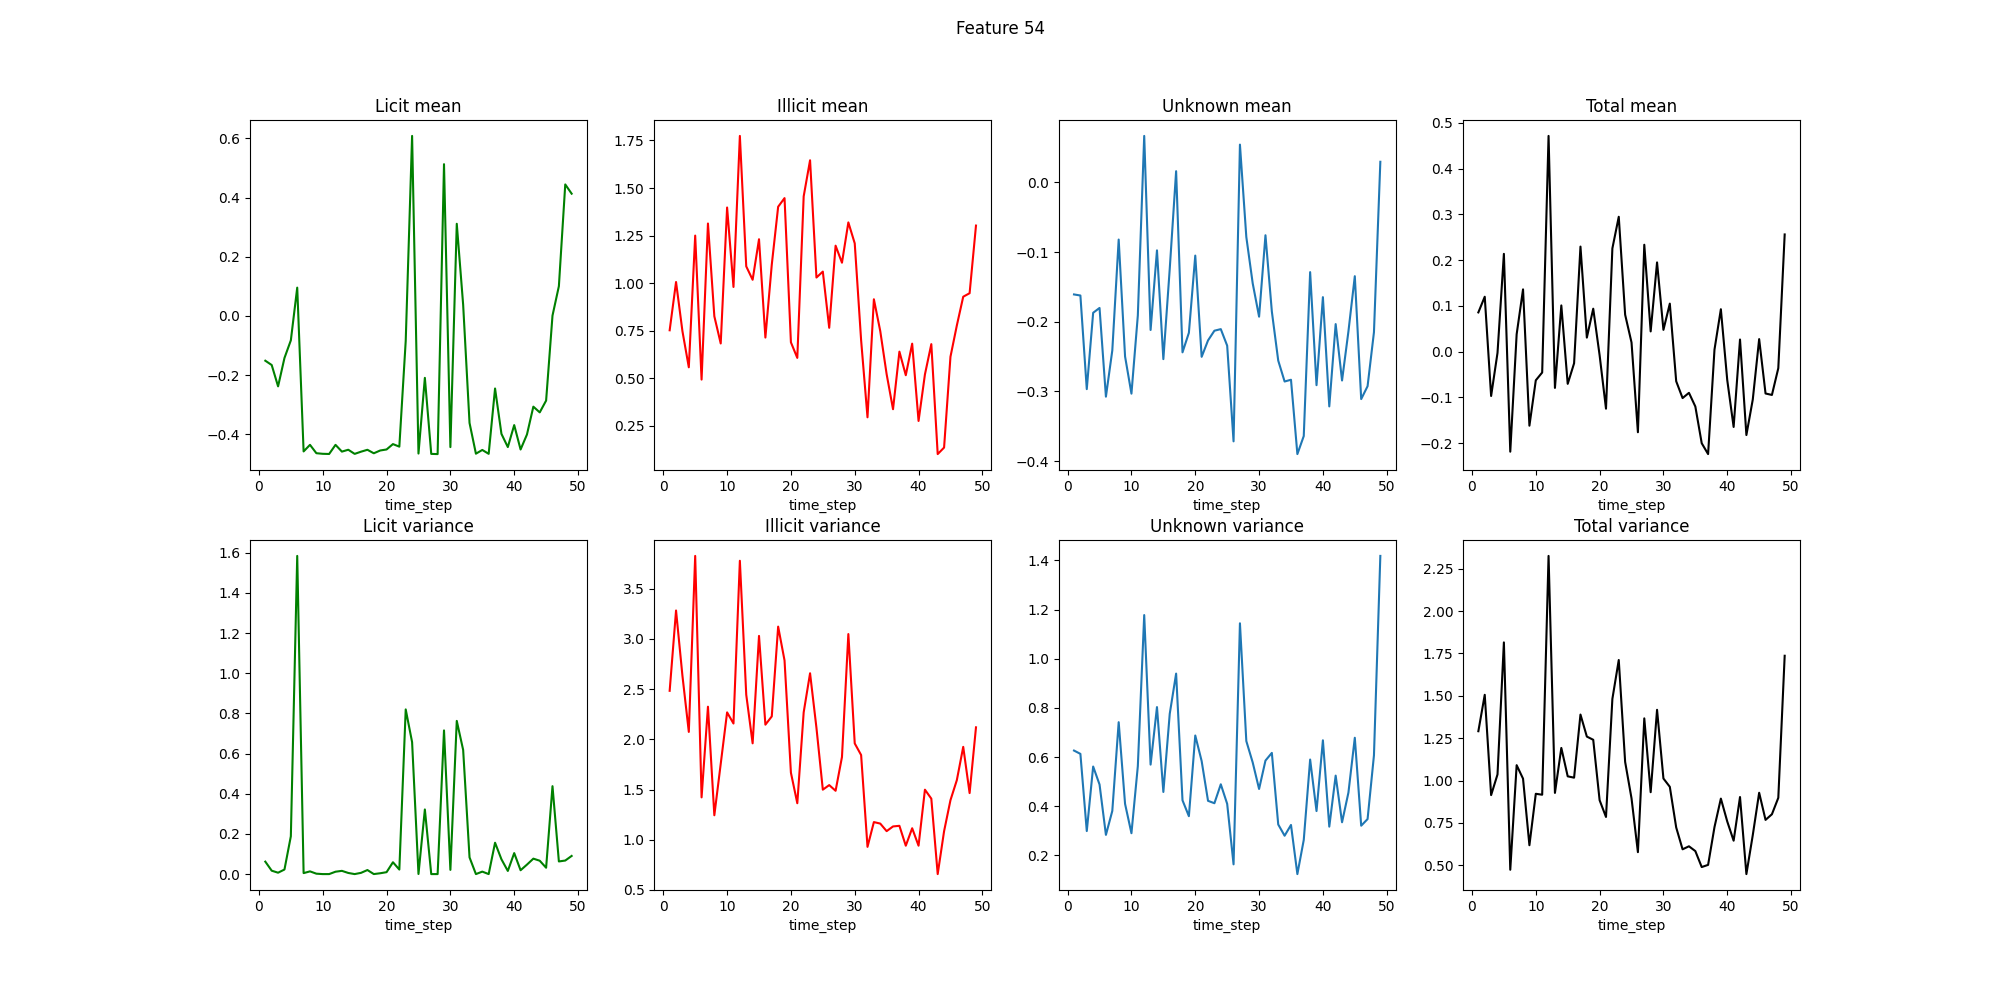 Feature 54
Licit mean
Illicit mean
Unknown mean
Total mean
0.6
0.4
0.2
0.0
−0.2
−0.4
0 10 20 30 40 50
time_step
1.75
1.50
1.25
1.00
0.75
0.50
0.25
0 10 20 30 40 50
time_step
0.0
−0.1
−0.2
−0.3
−0.4
0 10 20 30 40 50
time_step
0.5
0.4
0.3
0.2
0.1
0.0
−0.1
−0.2
0 10 20 30 40 50
time_step
Licit variance
Illicit variance
Unknown variance
Total variance
1.6
1.4
1.2
1.0
0.8
0.6
0.4
0.2
0.0
0 10 20 30 40 50
time_step
3.5
3.0
2.5
2.0
1.5
1.0
0.5
0 10 20 30 40 50
time_step
1.4
1.2
1.0
0.8
0.6
0.4
0.2
0 10 20 30 40 50
time_step
2.25
2.00
1.75
1.50
1.25
1.00
0.75
0.50
0 10 20 30 40 50
time_step